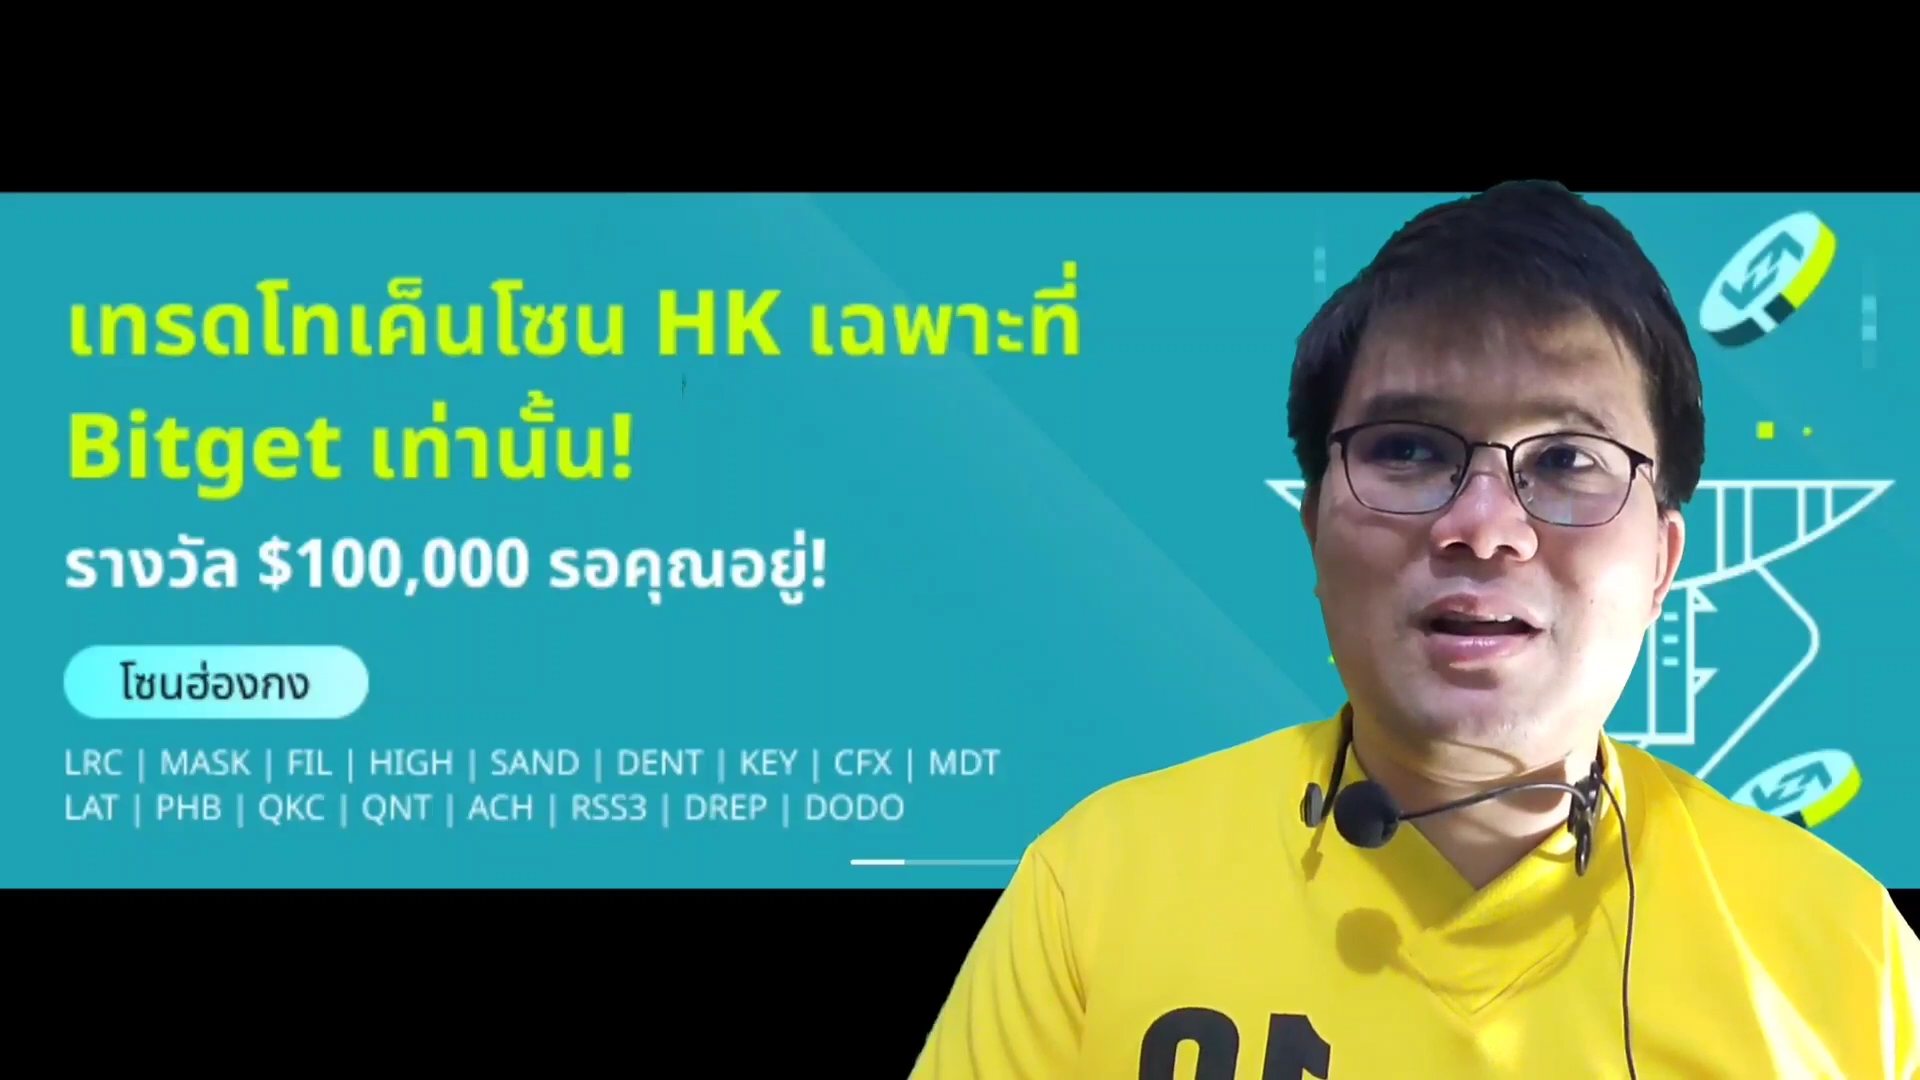 เทรดโทเค็นโซน HK เฉพาะที่
Bitget เท่านั้น!
รางวัล $100,000 รอคุณอยู่!
โซนฮ่องกง
LRC | MASK | FIL | HIGH | SAND | DENT | KEY | CFX | MDT
LAT | PHB | QKC | QNT | ACH | RSS3 | DREP | DODO
10